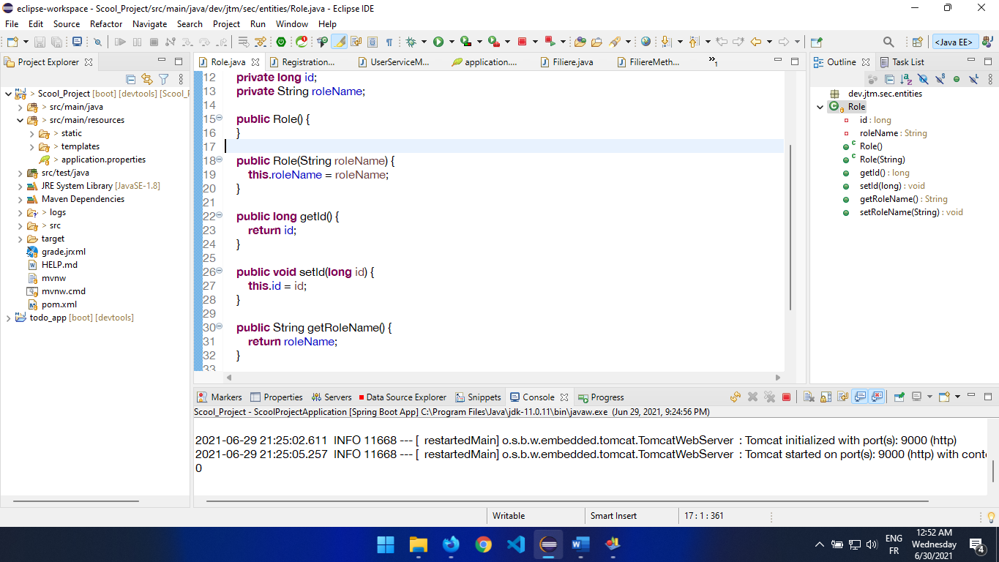 eclipse-workspace - Scool_Project/src/main/java/dev/jtm/sec/entities/Role.java - Eclipse IDE
File Edit Source Refactor Navigate Search Project Run Window Help
<Java EE>
Project Explorer
> Scool_Project [boot] [devtools] [Scool_F
> src/main/java
> src/main/resources
> static
> templates
> application.properties
src/test/java
JRE System Library [JavaSE-1.8]
Maven Dependencies
> logs
> src
target
grade.jrxml
HELP.md
mvnw
mvnw.cmd
pom.xml
todo_app [boot] [devtools]
Role.java Registration... UserServiceM... application.... Filiere.java FiliereMeth... »1
12 private long id;
13 private String roleName;
14
15 public Role() {
16 }
17
18 public Role(String roleName) {
19 this.roleName = roleName;
20 }
21
22 public long getId() {
23 return id;
24 }
25
26 public void setId(long id) {
27 this.id = id;
28 }
29
30 public String getRoleName() {
31 return roleName;
32 }
33
Outline Task List
dev.jtm.sec.entities
Role
id : long
roleName : String
Role()
Role(String)
getId() : long
setId(long) : void
getRoleName() : String
setRoleName(String) : void
Markers Properties Servers Data Source Explorer Snippets Console Progress
Scool_Project - ScoolProjectApplication [Spring Boot App] C:\Program Files\Java\jdk-11.0.11\bin\javaw.exe (Jun 29, 2021, 9:24:56 PM)
2021-06-29 21:25:02.611 INFO 11668 --- [ restartedMain] o.s.b.w.embedded.tomcat.TomcatWebServer : Tomcat initialized with port(s): 9000 (http)
2021-06-29 21:25:05.257 INFO 11668 --- [ restartedMain] o.s.b.w.embedded.tomcat.TomcatWebServer : Tomcat started on port(s): 9000 (http) with conte
0
Writable Smart Insert 17 : 1 : 361
ENG
FR
12:52 AM
Wednesday
6/30/2021
4